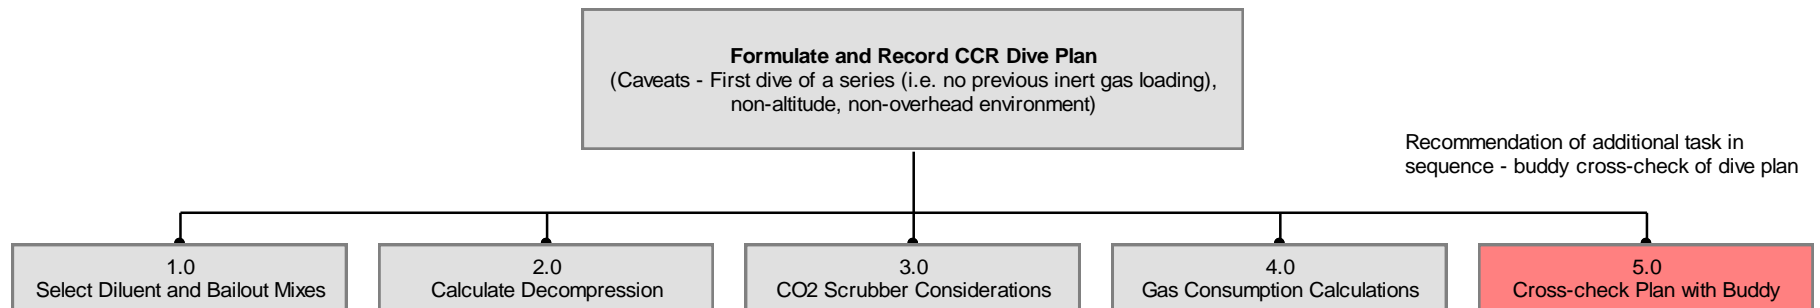 Formulate and Record CCR Dive Plan
(Caveats - First dive of a series (i.e. no previous inert gas loading),
non-altitude, non-overhead environment)
Recommendation of additional task in
sequence - buddy cross-check of dive plan
1.0
Select Diluent and Bailout Mixes
2.0
Calculate Decompression
3.0
CO2 Scrubber Considerations
4.0
Gas Consumption Calculations
5.0
Cross-check Plan with Buddy